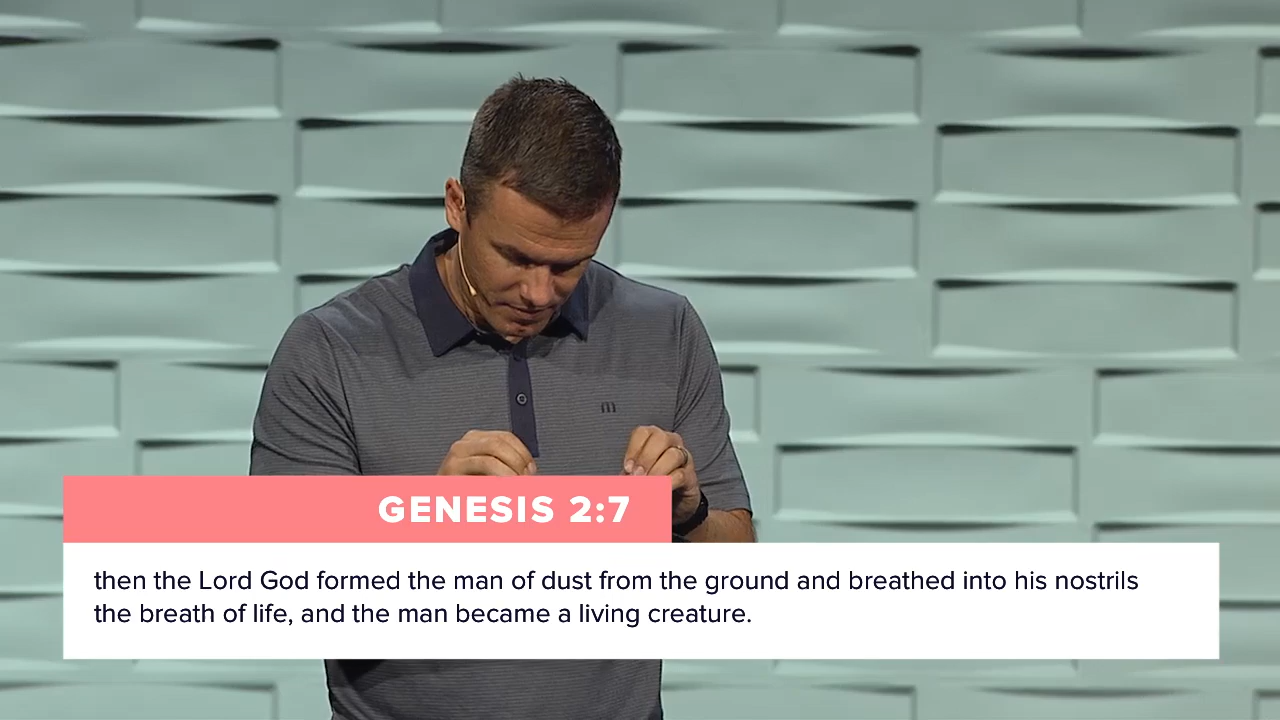 GENESIS 2:7
then the Lord God formed the man of dust from the ground and breathed into his nostrils
the breath of life, and the man became a living creature.